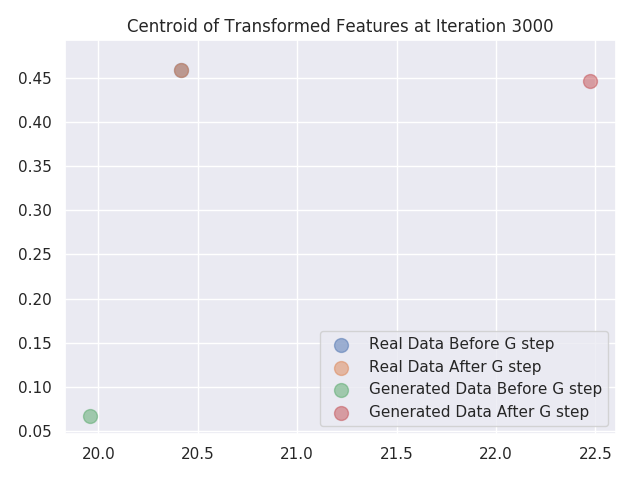 Centroid of Transformed Features at Iteration 3000
0.45
0.40
0.35
0.30
0.25
0.20
0.15
0.10
0.05
Real Data Before G step
Real Data After G step
Generated Data Before G step
Generated Data After G step
20.0 20.5 21.0 21.5 22.0 22.5